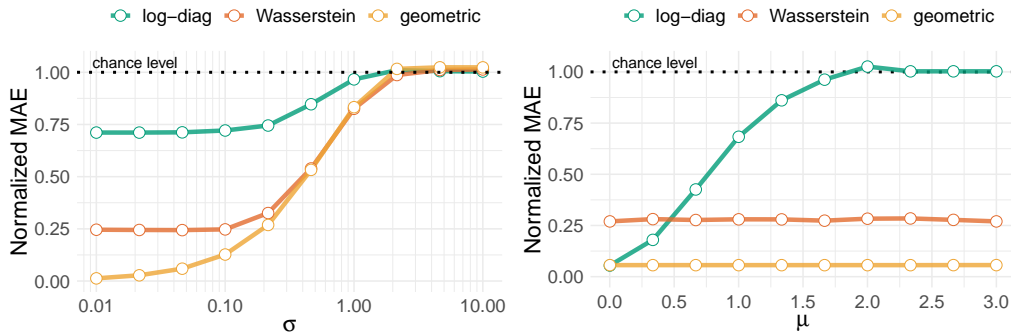 log-diag Wasserstein geometric
chance level
1.00
0.75
0.50
0.25
0.00
Normalized MAE
0.01 0.10 1.00 10.00
σ
log-diag Wasserstein geometric
chance level
1.00
0.75
0.50
0.25
0.00
Normalized MAE
0.0 0.5 1.0 1.5 2.0 2.5 3.0
μ